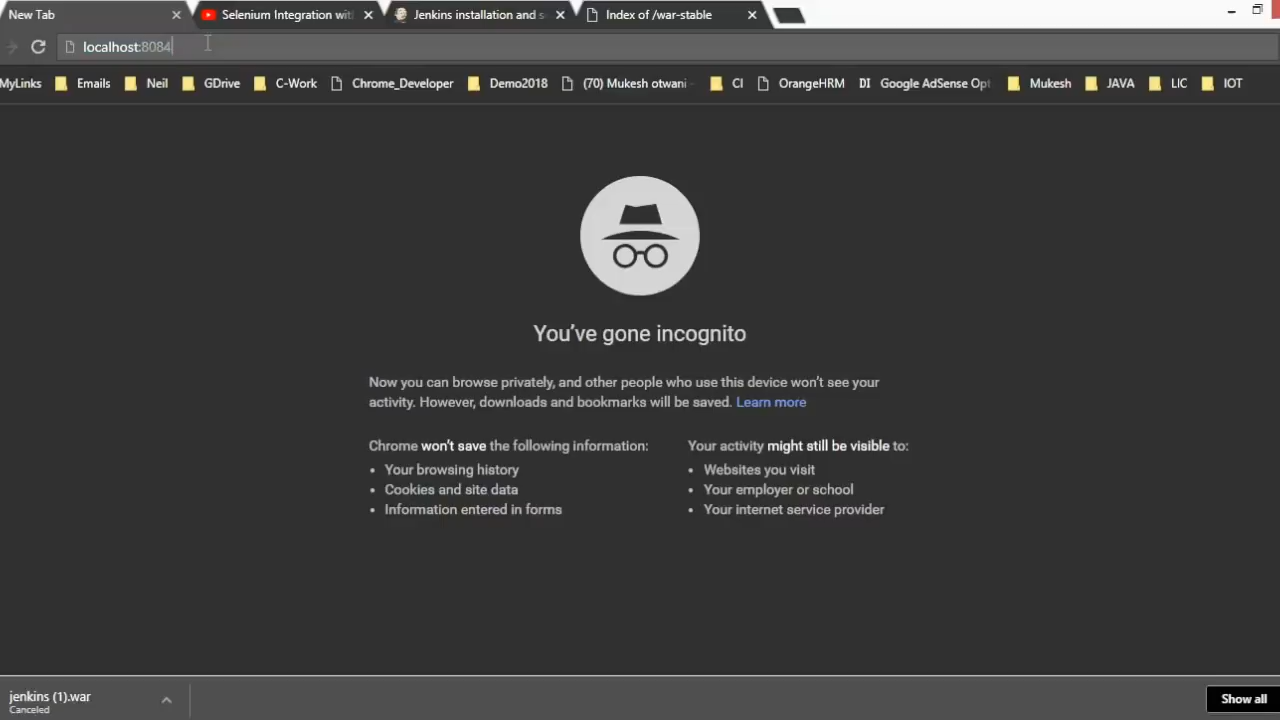 New Tab
Selenium Integration wit
Jenkins installation and s
Index of /war-stable
localhost:8084
MyLinks
Emails
Neil
GDrive
C-Work
Chrome_Developer
Demo2018
(70) Mukesh otwani -
CI
OrangeHRM
DI Google AdSense Opt
Mukesh
JAVA
LIC
IOT
You've gone incognito
Now you can browse privately, and other people who use this device won't see your
activity. However, downloads and bookmarks will be saved. Learn more
Chrome won't save the following information:
• Your browsing history
• Cookies and site data
• Information entered in forms
Your activity might still be visible to:
• Websites you visit
• Your employer or school
• Your internet service provider
jenkins (1).war
Canceled
Show all